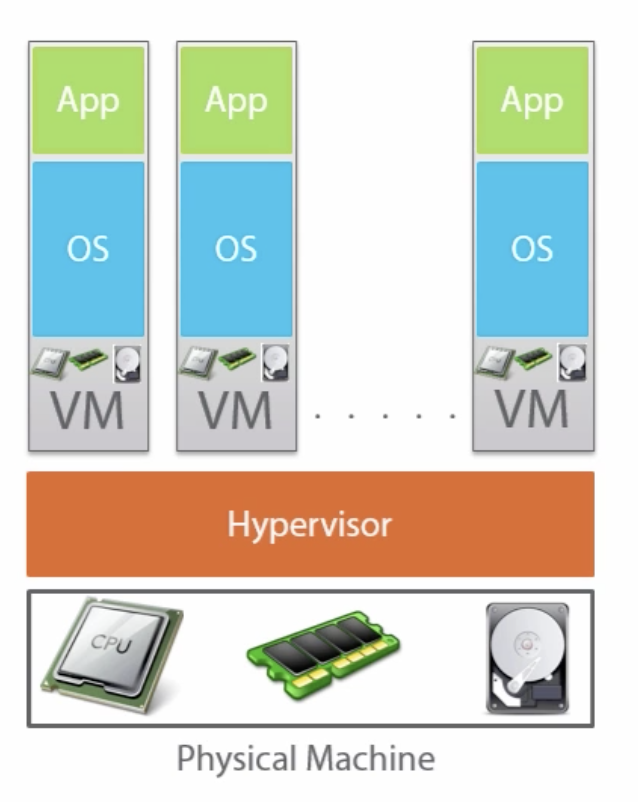 App App App
OS OS OS
VM VM . . . . . VM
Hypervisor
CPU
Physical Machine